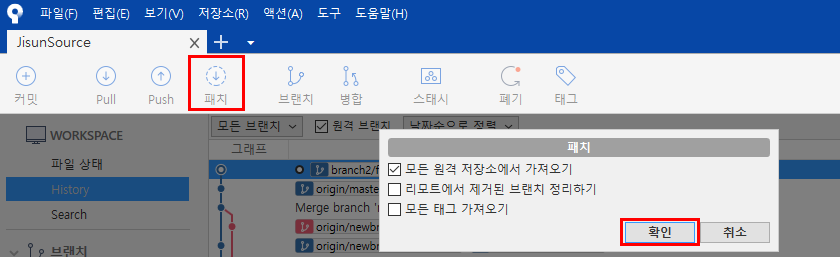 파일(F) 편집(E) 보기(V) 저장소(R) 액션(A) 도구 도움말(H)
JisunSource
커밋 Pull Push 패치 브랜치 병합 스태시 폐기 태그
WORKSPACE
파일 상태
History
Search
브랜치
모든 브랜치 원격 브랜치 날짜순으로 정렬
그래프
branch2/f
origin/maste
Merge branch 'r
origin/newbr
origin/newbra
패치
모든 원격 저장소에서 가져오기
리모트에서 제거된 브랜치 정리하기
모든 태그 가져오기
확인 취소